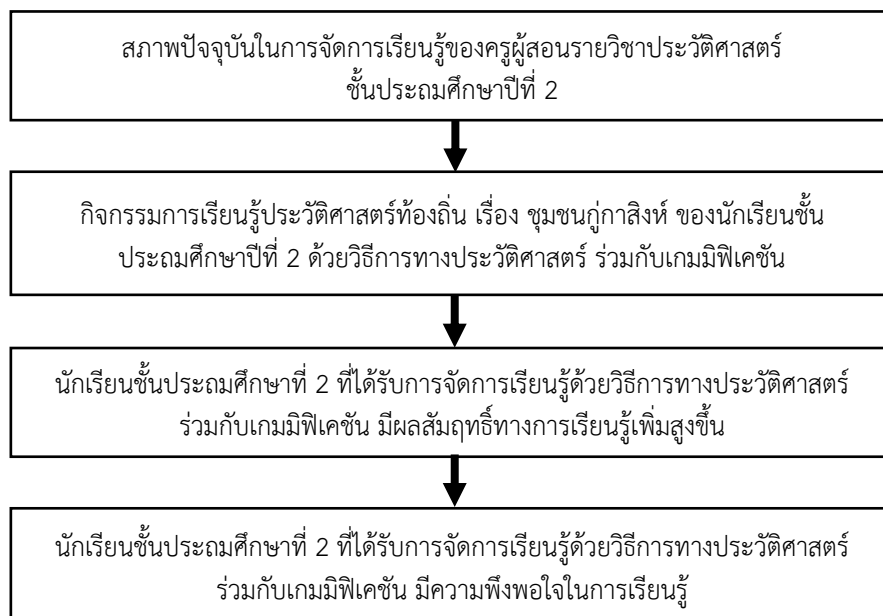 สภาพปัจจุบันในการจัดการเรียนรู้ของครูผู้สอนรายวิชาประวัติศาสตร์
ชั้นประถมศึกษาปีที่ 2
กิจกรรมการเรียนรู้ประวัติศาสตร์ท้องถิ่น เรื่อง ชุมชนกู่กาสิงห์ ของนักเรียนชั้น
ประถมศึกษาปีที่ 2 ด้วยวิธีการทางประวัติศาสตร์ ร่วมกับเกมมิฟิเคชัน
นักเรียนชั้นประถมศึกษาที่ 2 ที่ได้รับการจัดการเรียนรู้ด้วยวิธีการทางประวัติศาสตร์
ร่วมกับเกมมิฟิเคชัน มีผลสัมฤทธิ์ทางการเรียนรู้เพิ่มสูงขึ้น
นักเรียนชั้นประถมศึกษาที่ 2 ที่ได้รับการจัดการเรียนรู้ด้วยวิธีการทางประวัติศาสตร์
ร่วมกับเกมมิฟิเคชัน มีความพึงพอใจในการเรียนรู้